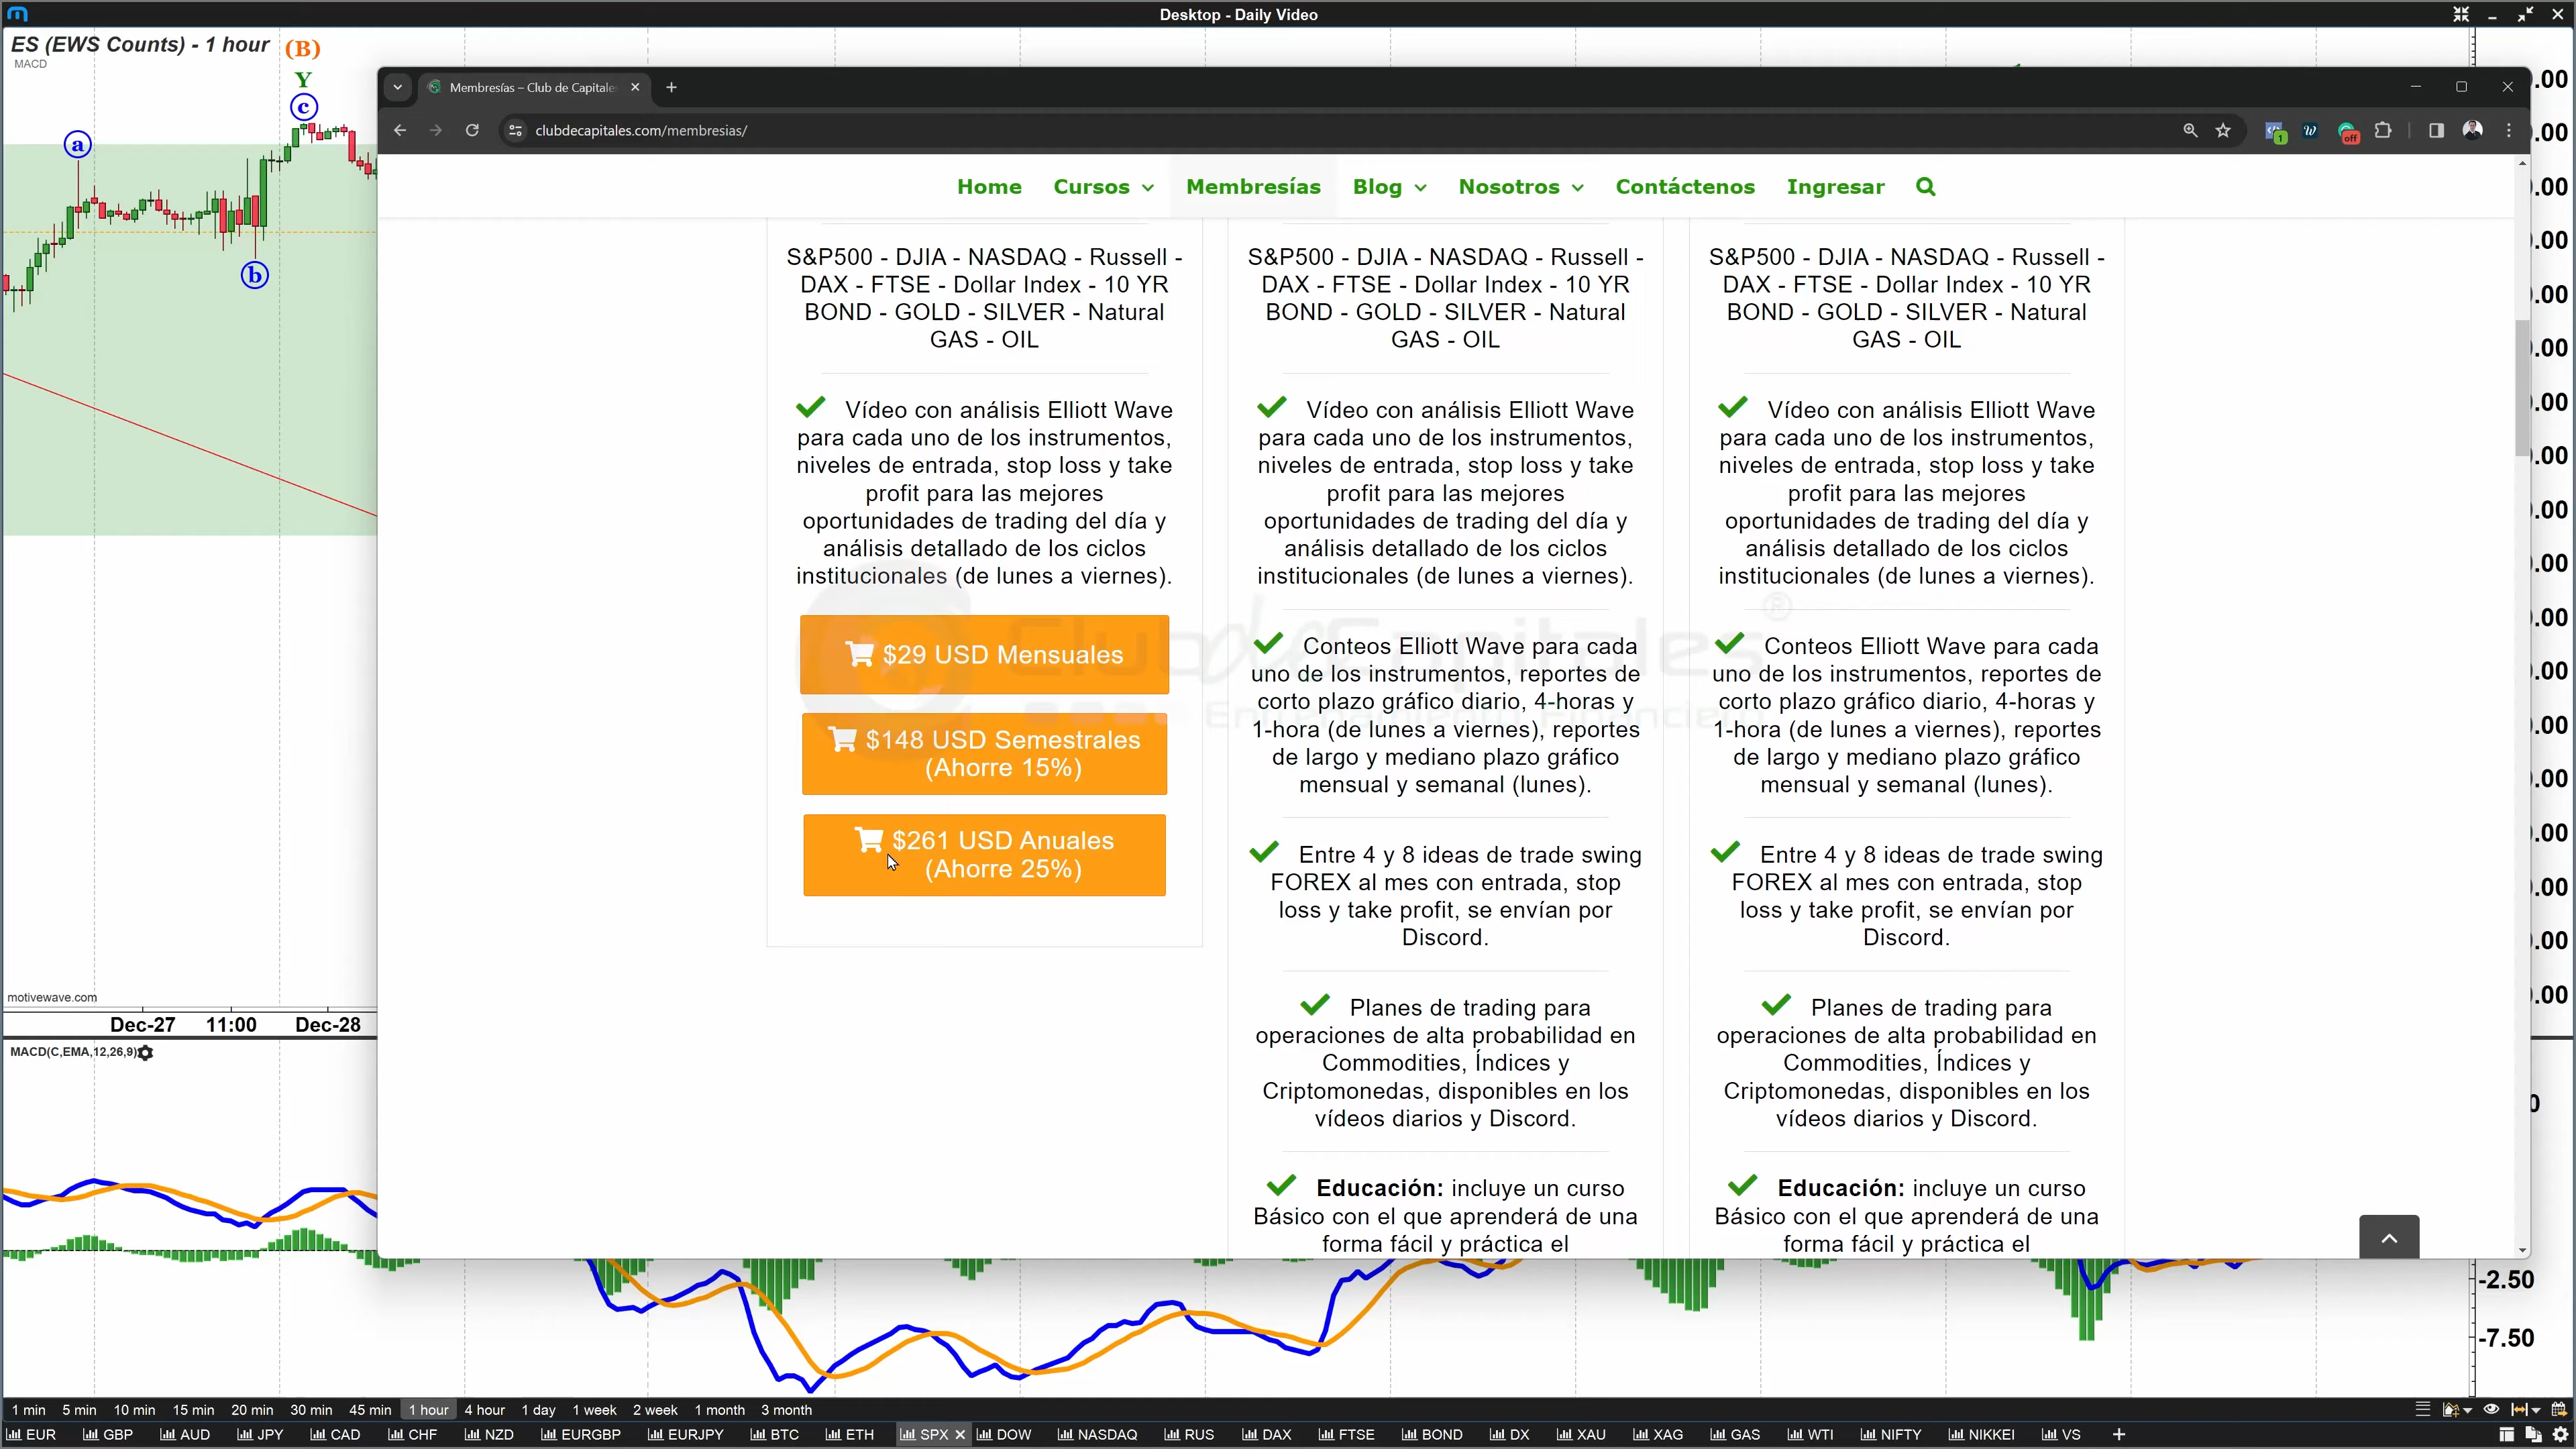 Desktop - Daily Video
ES (EWS Counts) - 1 hour
(B)
MACD
Y
c
a
b
Membresías – Club de Capitale
clubdecapitales.com/membresias/
1
off
Home Cursos Membresías Blog Nosotros Contáctenos Ingresar
S&P500 - DJIA - NASDAQ - Russell -
DAX - FTSE - Dollar Index - 10 YR
BOND - GOLD - SILVER - Natural
GAS - OIL
Vídeo con análisis Elliott Wave
para cada uno de los instrumentos,
niveles de entrada, stop loss y take
profit para las mejores
oportunidades de trading del día y
análisis detallado de los ciclos
institucionales (de lunes a viernes).
$29 USD Mensuales
$148 USD Semestrales
(Ahorre 15%)
$261 USD Anuales
(Ahorre 25%)
S&P500 - DJIA - NASDAQ - Russell -
DAX - FTSE - Dollar Index - 10 YR
BOND - GOLD - SILVER - Natural
GAS - OIL
Vídeo con análisis Elliott Wave
para cada uno de los instrumentos,
niveles de entrada, stop loss y take
profit para las mejores
oportunidades de trading del día y
análisis detallado de los ciclos
institucionales (de lunes a viernes).
Conteos Elliott Wave para cada
uno de los instrumentos, reportes de
corto plazo gráfico diario, 4-horas y
1-hora (de lunes a viernes), reportes
de largo y mediano plazo gráfico
mensual y semanal (lunes).
Entre 4 y 8 ideas de trade swing
FOREX al mes con entrada, stop
loss y take profit, se envían por
Discord.
Planes de trading para
operaciones de alta probabilidad en
Commodities, Índices y
Criptomonedas, disponibles en los
vídeos diarios y Discord.
Educación: incluye un curso
Básico con el que aprenderá de una
forma fácil y práctica el
S&P500 - DJIA - NASDAQ - Russell -
DAX - FTSE - Dollar Index - 10 YR
BOND - GOLD - SILVER - Natural
GAS - OIL
Vídeo con análisis Elliott Wave
para cada uno de los instrumentos,
niveles de entrada, stop loss y take
profit para las mejores
oportunidades de trading del día y
análisis detallado de los ciclos
institucionales (de lunes a viernes).
Conteos Elliott Wave para cada
uno de los instrumentos, reportes de
corto plazo gráfico diario, 4-horas y
1-hora (de lunes a viernes), reportes
de largo y mediano plazo gráfico
mensual y semanal (lunes).
Entre 4 y 8 ideas de trade swing
FOREX al mes con entrada, stop
loss y take profit, se envían por
Discord.
Planes de trading para
operaciones de alta probabilidad en
Commodities, Índices y
Criptomonedas, disponibles en los
vídeos diarios y Discord.
Educación: incluye un curso
Básico con el que aprenderá de una
forma fácil y práctica el
Club de Capitales ®
Entrenamiento Financiero
motivewave.com
Dec-27 11:00 Dec-28
MACD(C,EMA,12,26,9)
-2.50
-7.50
1 min 5 min 10 min 15 min 20 min 30 min 45 min 1 hour 4 hour 1 day 1 week 2 week 1 month 3 month
EUR GBP AUD JPY CAD CHF NZD EURGBP EURJPY BTC ETH SPX DOW NASDAQ RUS DAX FTSE BOND DX XAU XAG GAS WTI NIFTY NIKKEI VS